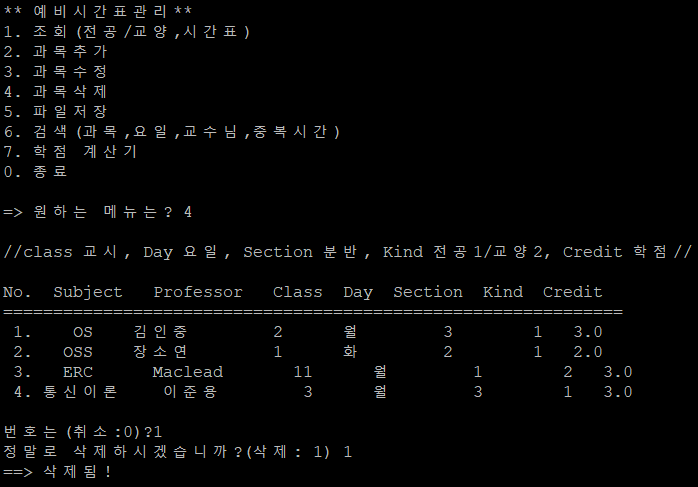 ** 예비시간표관리 **
1. 조회(전공/교양,시간표)
2. 과목추가
3. 과목수정
4. 과목삭제
5. 파일저장
6. 검색(과목,요일,교수님,중복시간)
7. 학점 계산기
0. 종료
=> 원하는 메뉴는? 4
//class 교시, Day 요일, Section 분반, Kind 전공1/교양2, Credit 학점//
No. Subject Professor Class Day Section Kind Credit
==============================================================
1. OS 김인중 2 월 3 1 3.0
2. OSS 장소연 1 화 2 1 2.0
3. ERC Maclead 11 월 1 2 3.0
4. 통신이론 이준용 3 월 3 1 3.0
번호는(취소:0)?1
정말로 삭제하시겠습니까?(삭제: 1) 1
==> 삭제됨!